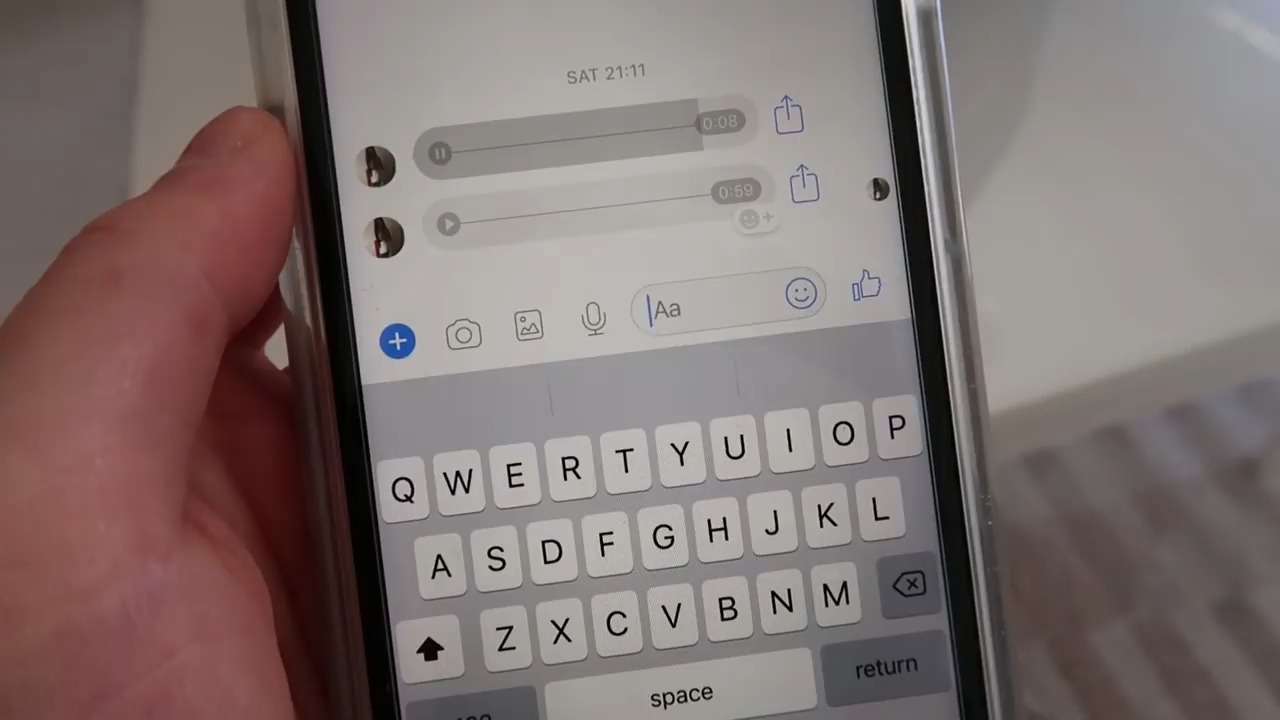 SAT 21:11
0:08
0:59
Aa
Q W E R T Y U I O P
A S D F G H J K L
Z X C V B N M
space return